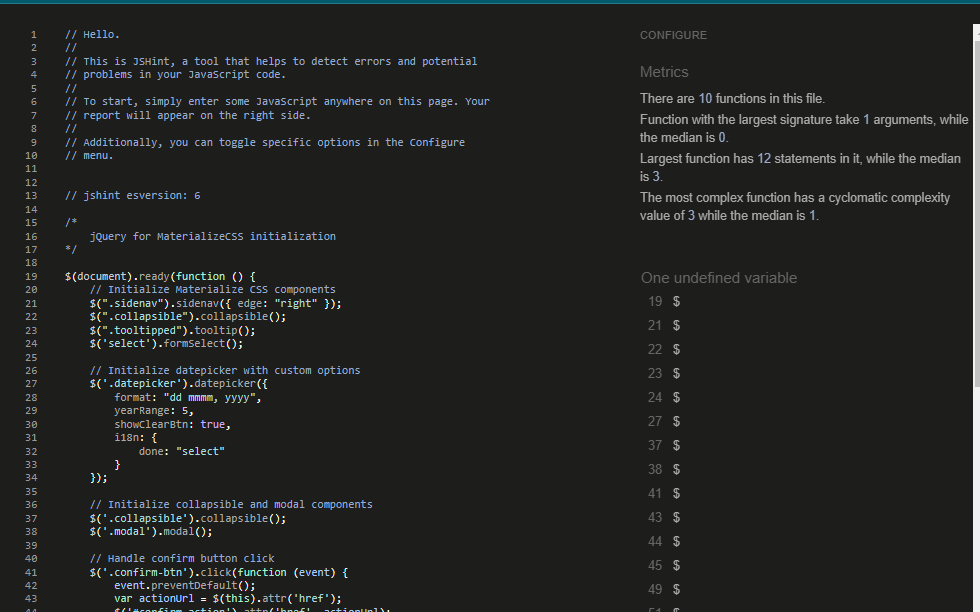 1 // Hello.
2 //
3 // This is JSHint, a tool that helps to detect errors and potential
4 // problems in your JavaScript code.
5 //
6 // To start, simply enter some JavaScript anywhere on this page. Your
7 // report will appear on the right side.
8 //
9 // Additionally, you can toggle specific options in the Configure
10 // menu.
11
12
13 // jshint esversion: 6
14
15 /*
16 jQuery for MaterializeCSS initialization
17 */
18
19 $(document).ready(function () {
20 // Initialize Materialize CSS components
21 $(".sidenav").sidenav({ edge: "right" });
22 $(".collapsible").collapsible();
23 $(".tooltipped").tooltip();
24 $('select').formSelect();
25
26 // Initialize datepicker with custom options
27 $('.datepicker').datepicker({
28 format: "dd mmmm, yyyy",
29 yearRange: 5,
30 showClearBtn: true,
31 i18n: {
32 done: "select"
33 }
34 });
35
36 // Initialize collapsible and modal components
37 $('.collapsible').collapsible();
38 $('.modal').modal();
39
40 // Handle confirm button click
41 $('.confirm-btn').click(function (event) {
42 event.preventDefault();
43 var actionUrl = $(this).attr('href');
44 $('#confirm-action').attr('href', actionUrl);
CONFIGURE
Metrics
There are 10 functions in this file.
Function with the largest signature take 1 arguments, while
the median is 0.
Largest function has 12 statements in it, while the median
is 3.
The most complex function has a cyclomatic complexity
value of 3 while the median is 1.
One undefined variable
19 $
21 $
22 $
23 $
24 $
27 $
37 $
38 $
41 $
43 $
44 $
45 $
49 $
51 $